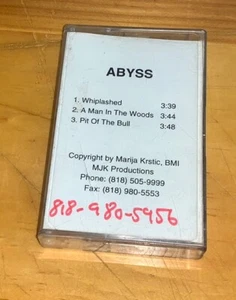 ABYSS
1. Whiplashed 3:39
2. A Man In The Woods 3:44
3. Pit Of The Bull 3:48
Copyright by Marija Krstic, BMI
MJK Productions
Phone: (818) 505-9999
Fax: (818) 980-5553
818-980-5956